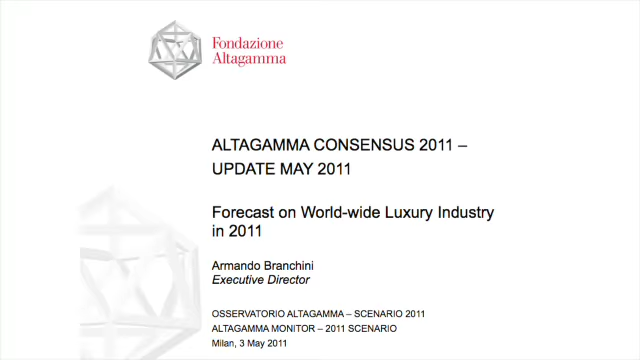 Fondazione
Altagamma
ALTAGAMMA CONSENSUS 2011 –
UPDATE MAY 2011
Forecast on World-wide Luxury Industry
in 2011
Armando Branchini
Executive Director
OSSERVATORIO ALTAGAMMA – SCENARIO 2011
ALTAGAMMA MONITOR – 2011 SCENARIO
Milan, 3 May 2011